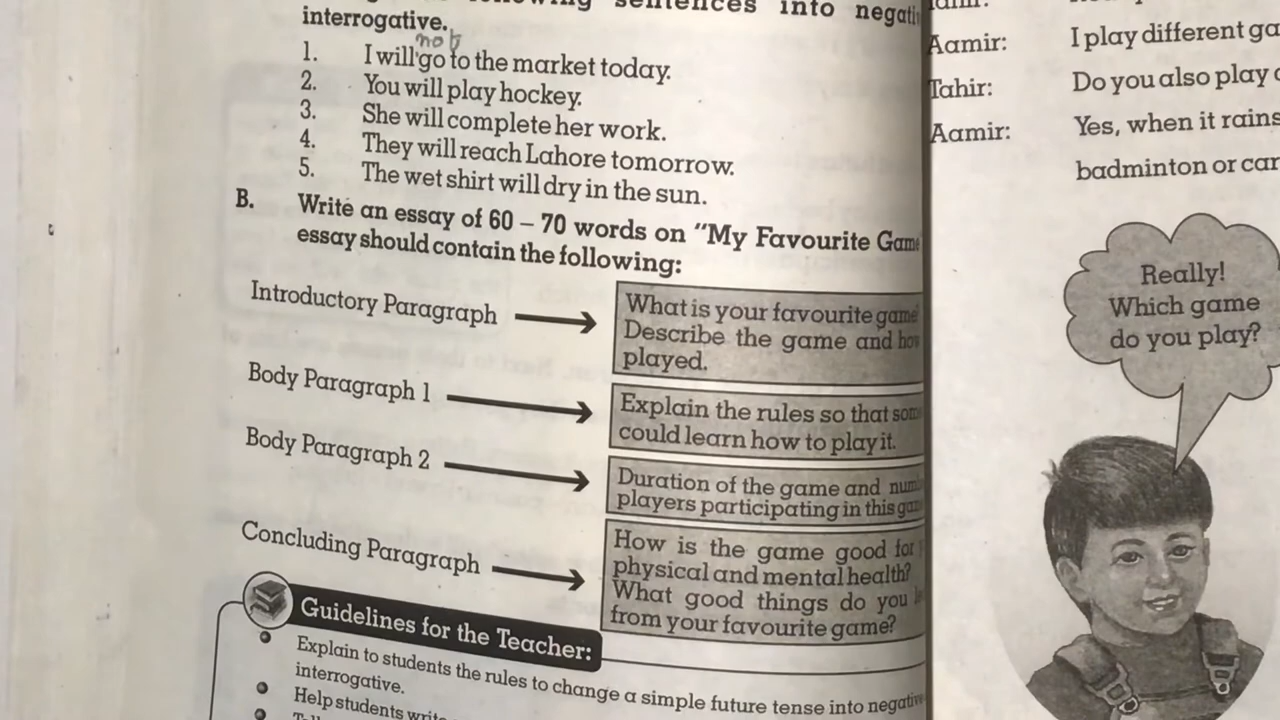 sentences into
interrogative.
not
1. I will go to the market today.
2. You will play hockey.
3. She will complete her work.
4. They will reach Lahore tomorrow.
5. The wet shirt will dry in the sun.
B. Write an essay of 60 – 70 words on "My Favourite Game
essay should contain the following:
Introductory Paragraph
What is your favourite game
Describe the game and how
played.
Body Paragraph 1
Explain the rules so that
could learn how to play it.
Body Paragraph 2
Duration of the game and
players participating in this
Concluding Paragraph
How is the game good for
physical and mental health?
What good things do you
from your favourite game?
Guidelines for the Teacher:
Explain to students the rules to change a simple future tense into negative
interrogative.
Help students
Aamir: I play different
Tahir: Do you also play
Aamir: Yes, when it rains
badminton or
Really!
Which game
do you play?